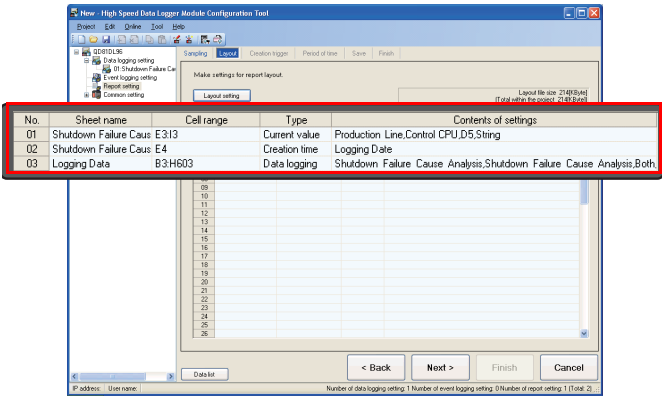 New - High Speed Data Logger Module Configuration Tool
Project Edit Online Tool Help
QD81DL96
Data logging setting
01:Shutdown Failure Cau
Event logging setting
Report setting
Common setting
Sampling Layout Creation trigger Period of time Save Finish
Make settings for report layout.
Layout setting
Layout file size 214[KByte]
(Total within the project 214[KByte])
No. Sheet name Cell range Type Contents of settings
01 Shutdown Failure Caus E3:I3 Current value Production Line,Control CPU,D5,String
02 Shutdown Failure Caus E4 Creation time Logging Date
03 Logging Data B3:H603 Data logging Shutdown Failure Cause Analysis,Shutdown Failure Cause Analysis,Both,
09
10
11
12
13
14
15
16
17
18
19
20
21
22
23
24
25
26
Data list
< Back Next > Finish Cancel
IP address: User name: Number of data logging setting: 1 Number of event logging setting: 0 Number of report setting: 1 (Total: 2)